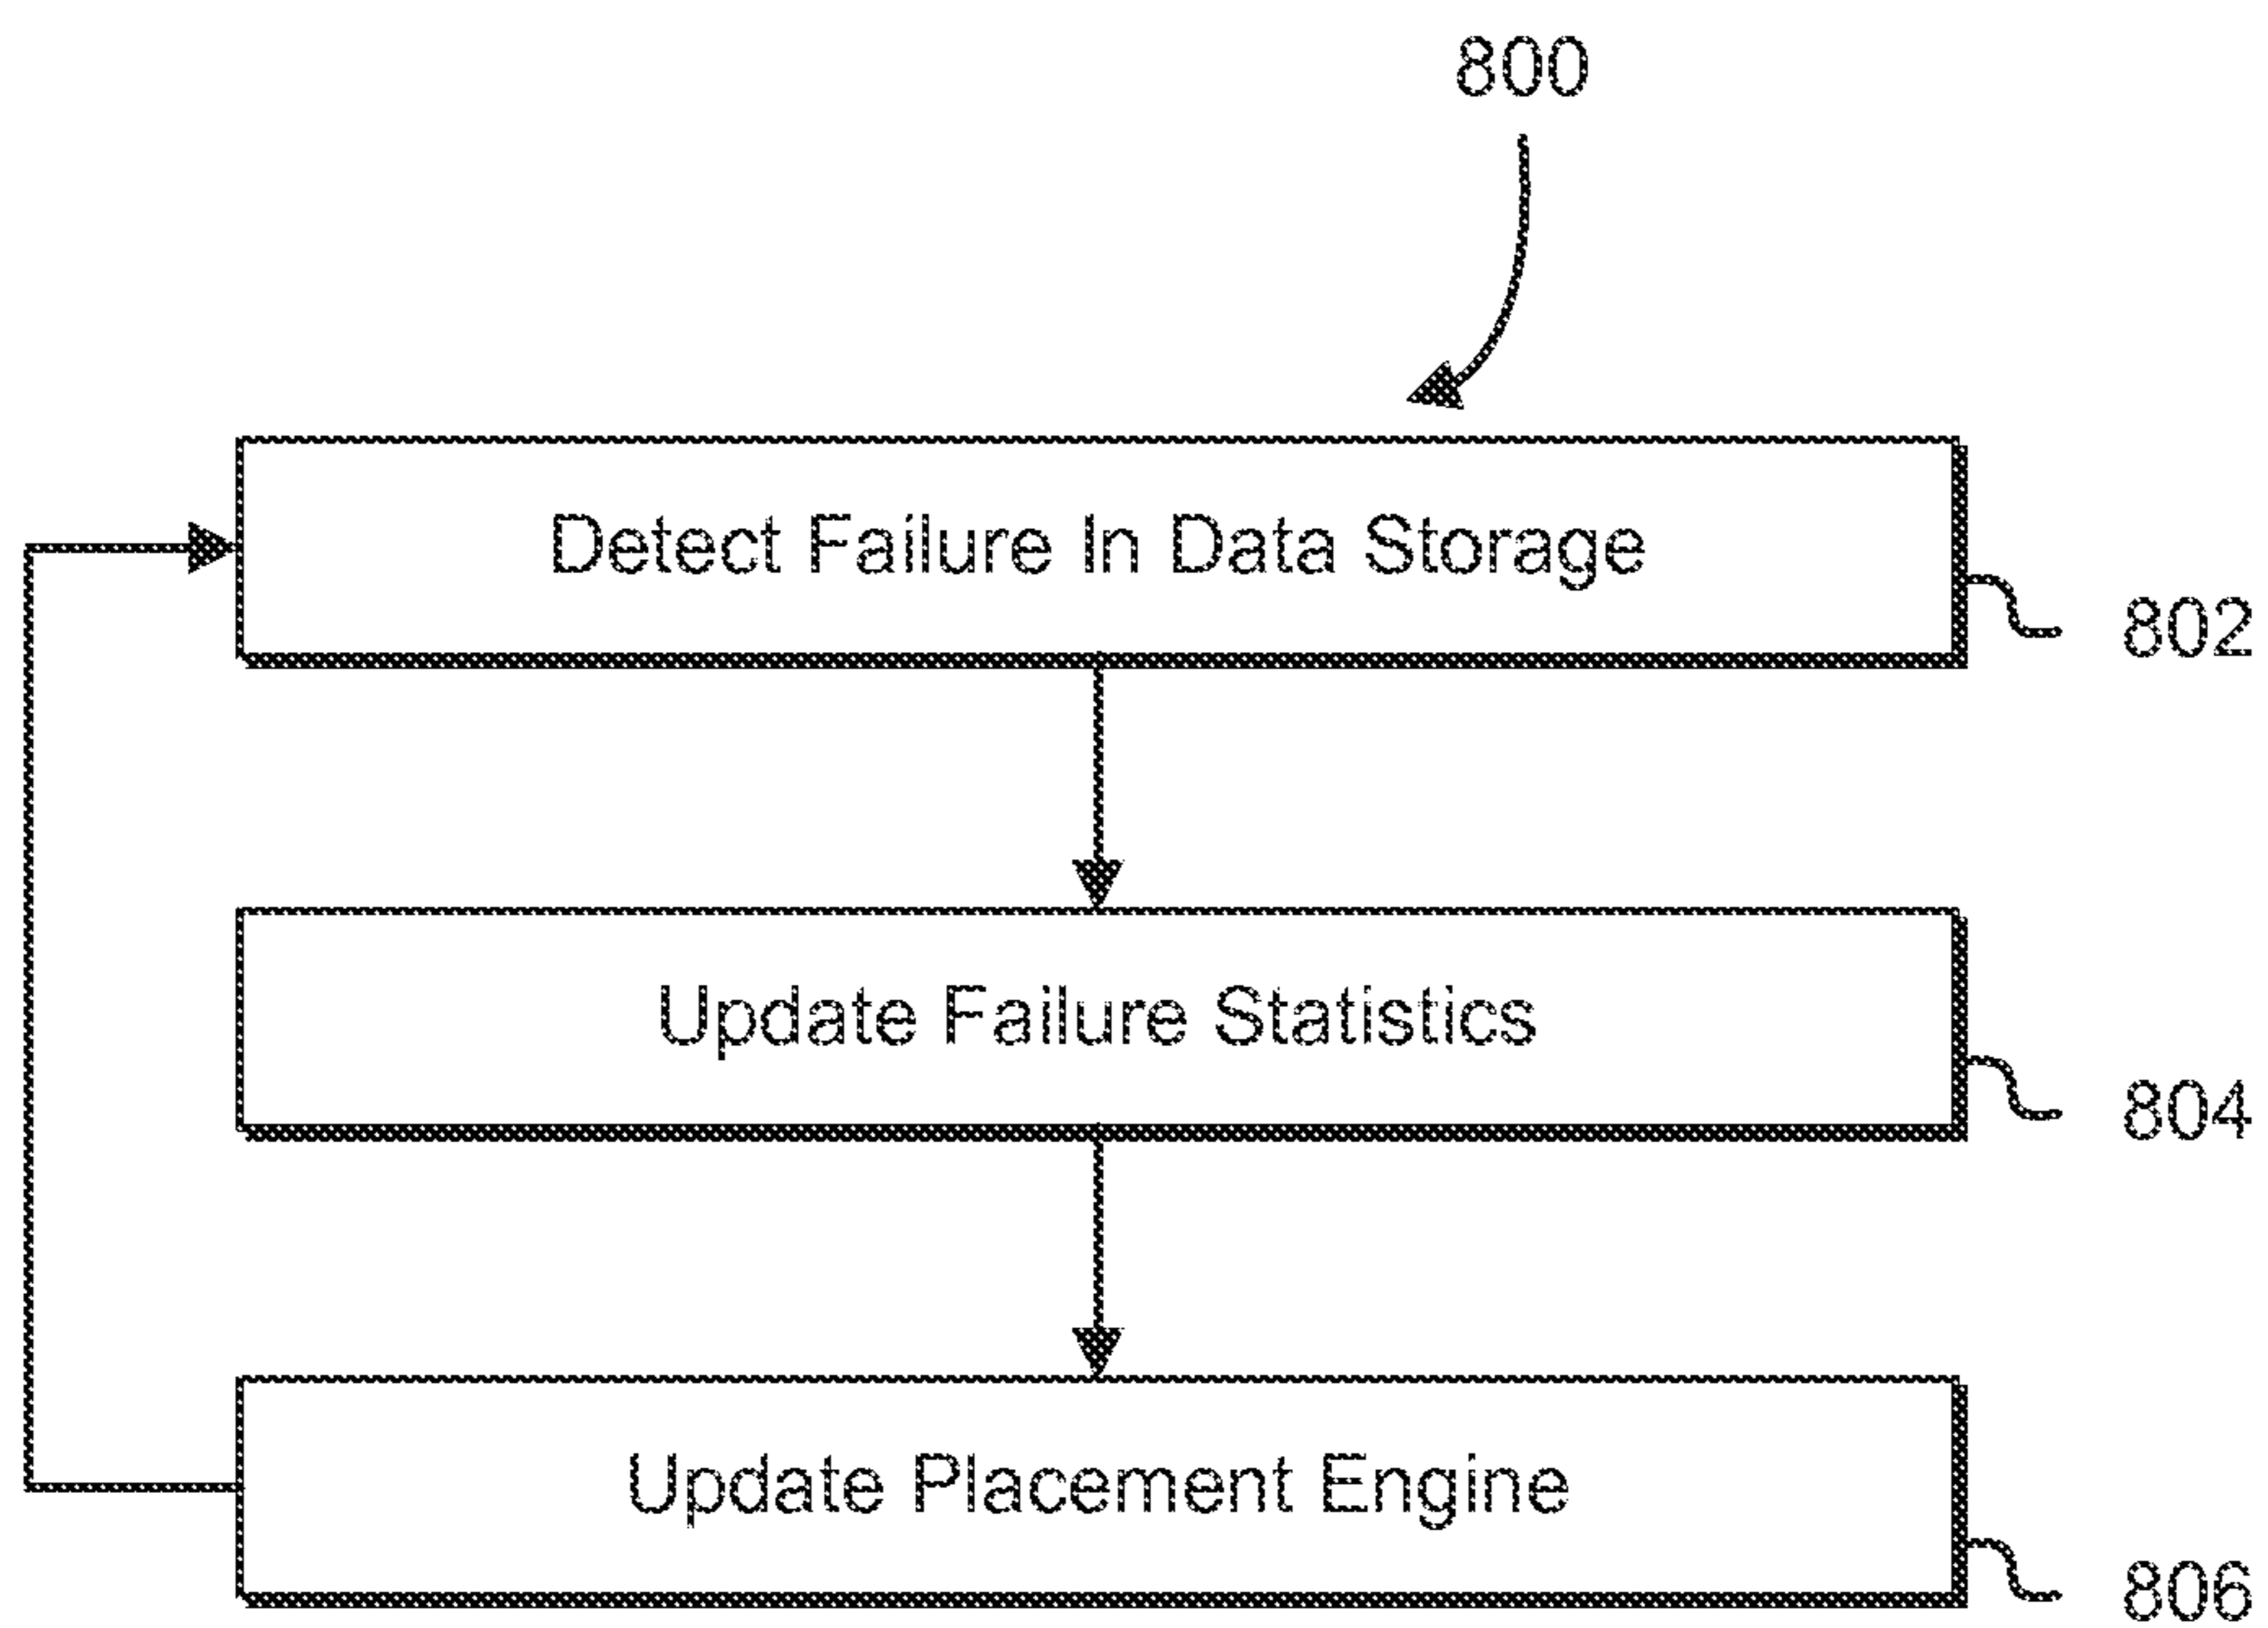 800
Detect Failure In Data Storage
802
Update Failure Statistics
804
Update Placement Engine
806